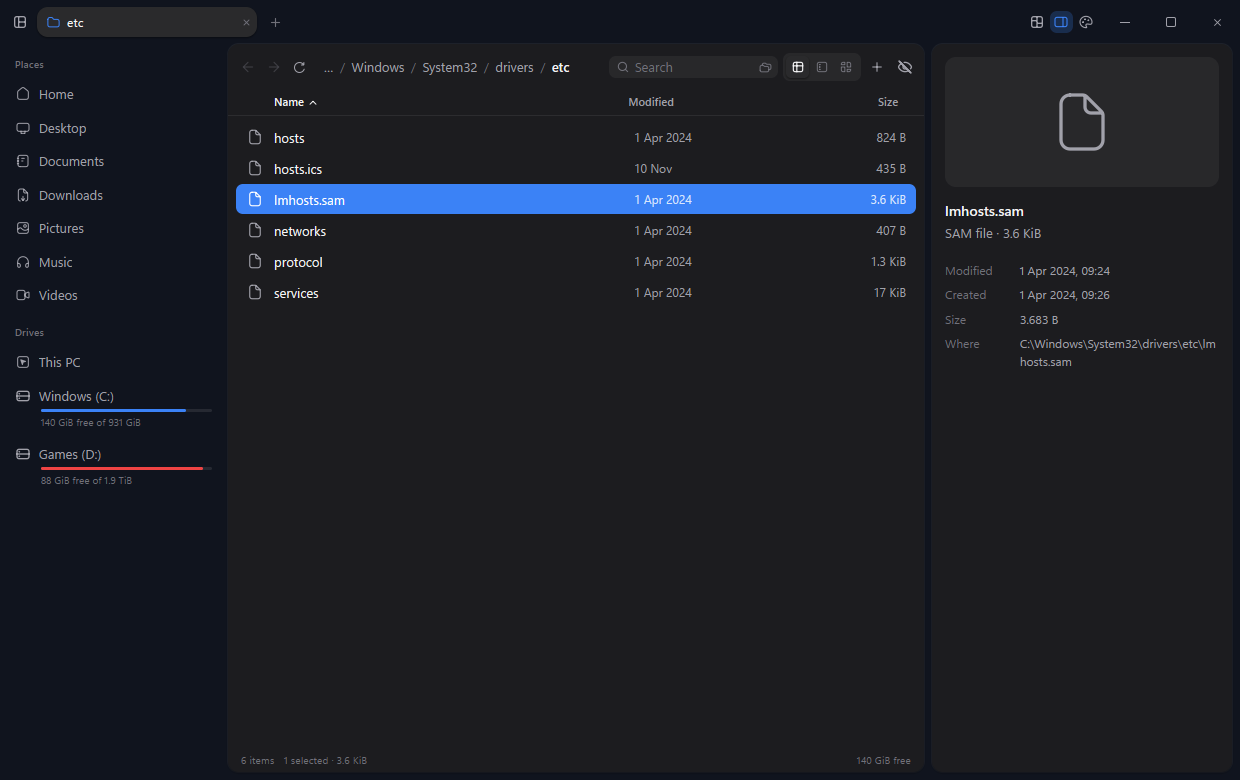 etc
Places
Home
Desktop
Documents
Downloads
Pictures
Music
Videos
Drives
This PC
Windows (C:)
140 GiB free of 931 GiB
Games (D:)
88 GiB free of 1.9 TiB
... / Windows / System32 / drivers / etc
Search
Name Modified Size
hosts 1 Apr 2024 824 B
hosts.ics 10 Nov 435 B
lmhosts.sam 1 Apr 2024 3.6 KiB
networks 1 Apr 2024 407 B
protocol 1 Apr 2024 1.3 KiB
services 1 Apr 2024 17 KiB
6 items 1 selected · 3.6 KiB 140 GiB free
lmhosts.sam
SAM file · 3.6 KiB
Modified 1 Apr 2024, 09:24
Created 1 Apr 2024, 09:26
Size 3.683 B
Where C:\Windows\System32\drivers\etc\lm
hosts.sam